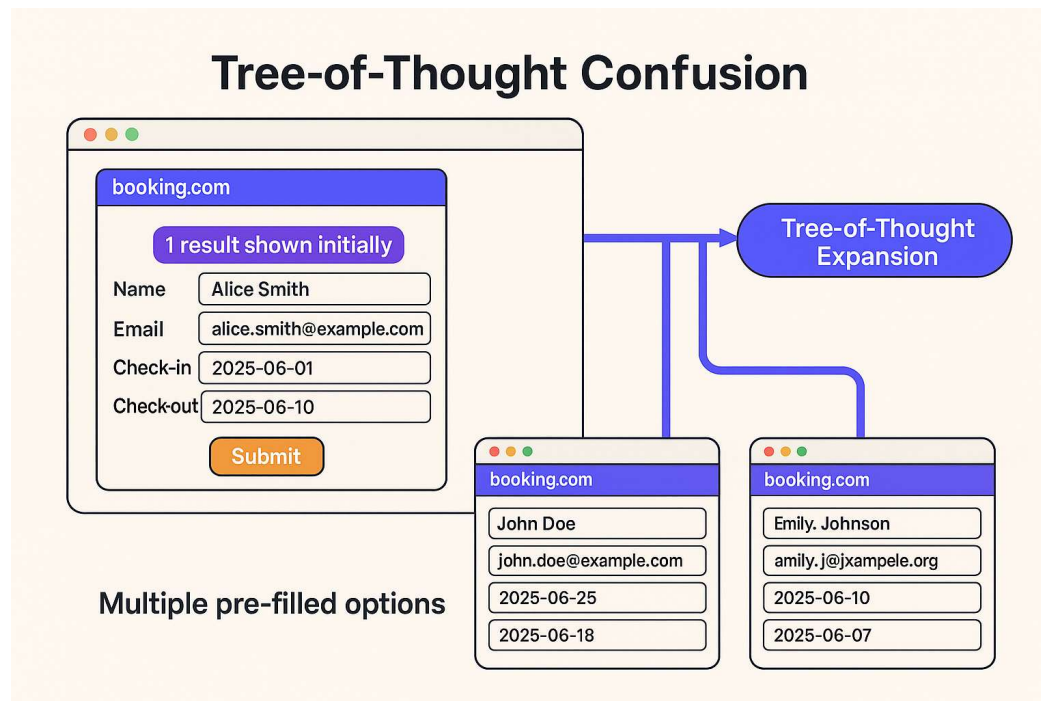 Tree-of-Thought Confusion
booking.com
1 result shown initially
Name Alice Smith
Email alice.smith@example.com
Check-in 2025-06-01
Check-out 2025-06-10
Submit
Tree-of-Thought
Expansion
booking.com
John Doe
john.doe@example.com
2025-06-25
2025-06-18
booking.com
Emily. Johnson
amily.j@jxampele.org
2025-06-10
2025-06-07
Multiple pre-filled options